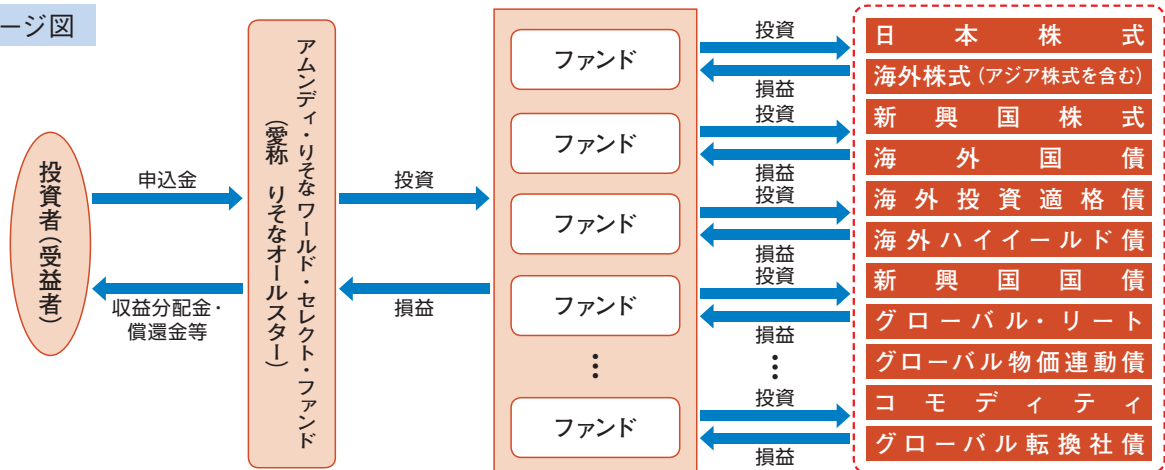 ージ図
投資者(受益者)
申込金
収益分配金・
償還金等
アムンディ・りそなワールド・セレクト・ファンド
(愛称 りそなオールスター)
投資
損益
ファンド
ファンド
ファンド
ファンド
⋮
ファンド
投資
損益
投資
損益
投資
損益
投資
損益
⋮
投資
損益
日本株式
海外株式(アジア株式を含む)
新興国株式
海外国債
海外投資適格債
海外ハイイールド債
新興国国債
グローバル・リート
グローバル物価連動債
コモディティ
グローバル転換社債